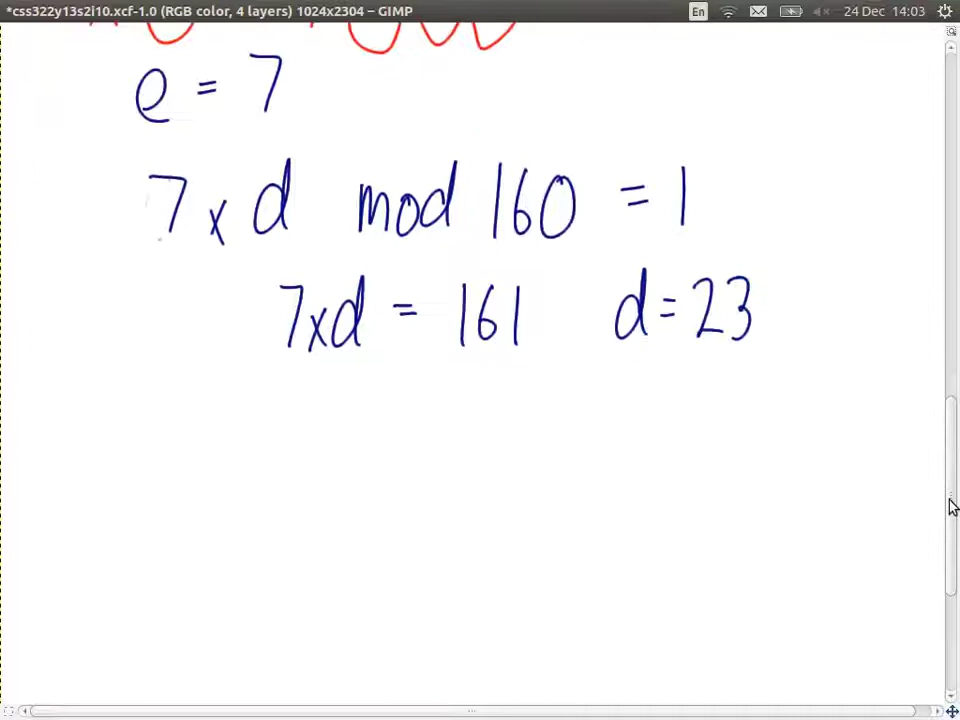 *css322y13s2i10.xcf-1.0 (RGB color, 4 layers) 1024x2304 – GIMP En 24 Dec 14:03
e = 7
7 x d mod 160 = 1
7xd = 161 d = 23